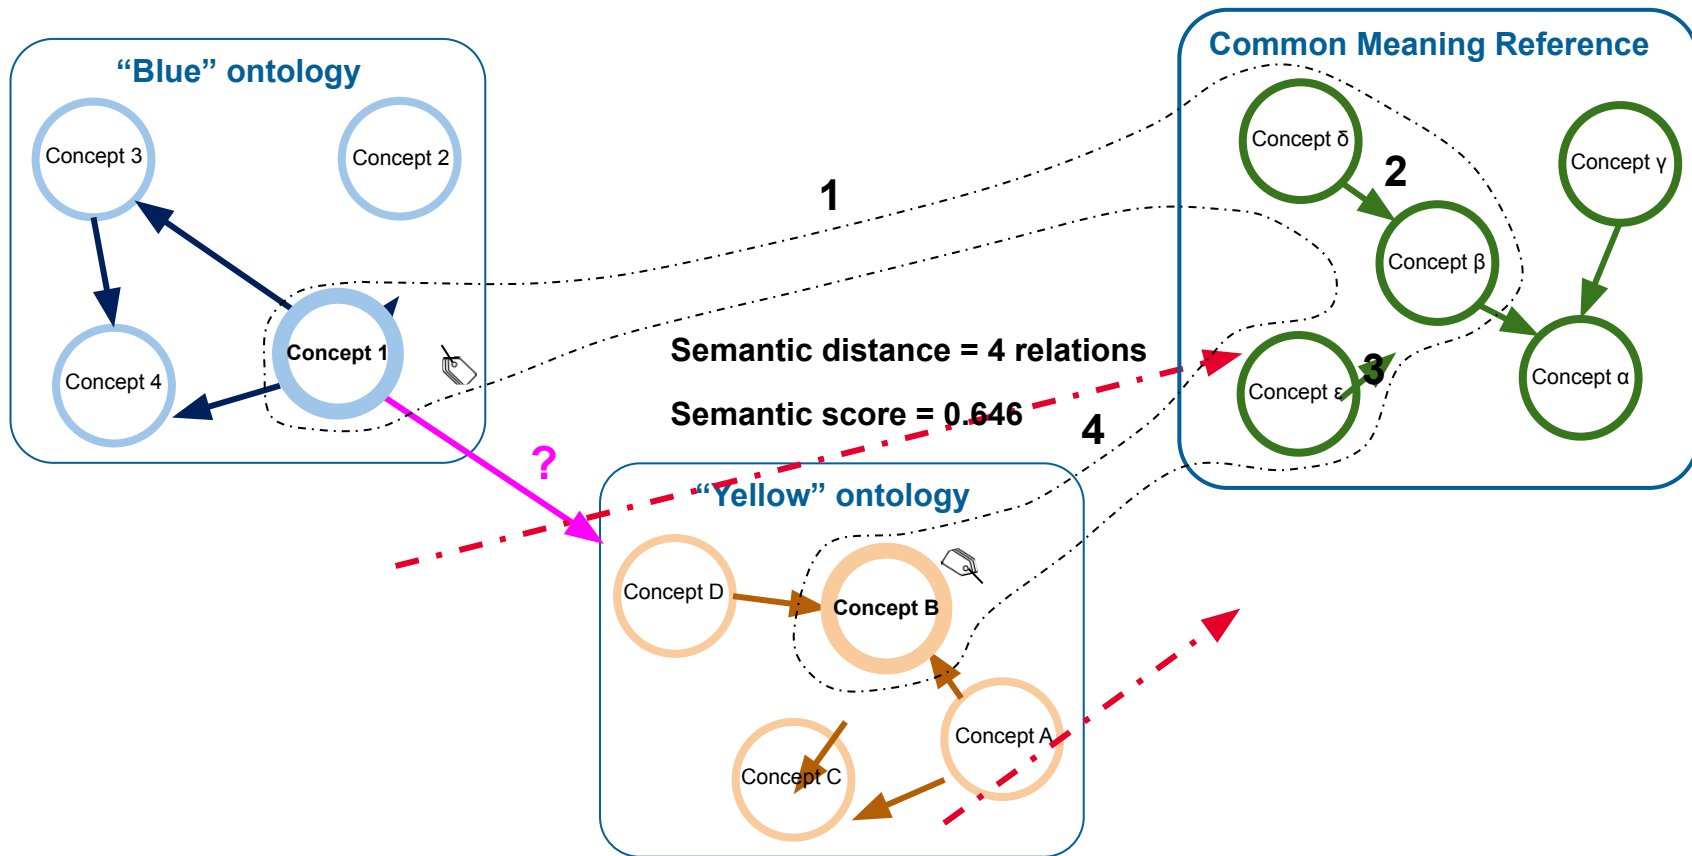 “Blue” ontology
Concept 3
Concept 2
Concept 1
Concept 4
?
1
Semantic distance = 4 relations
Semantic score = 0.646
4
“Yellow” ontology
Concept D
Concept B
Concept A
Concept C
Common Meaning Reference
Concept δ
2
Concept γ
Concept β
3
Concept ε
Concept α